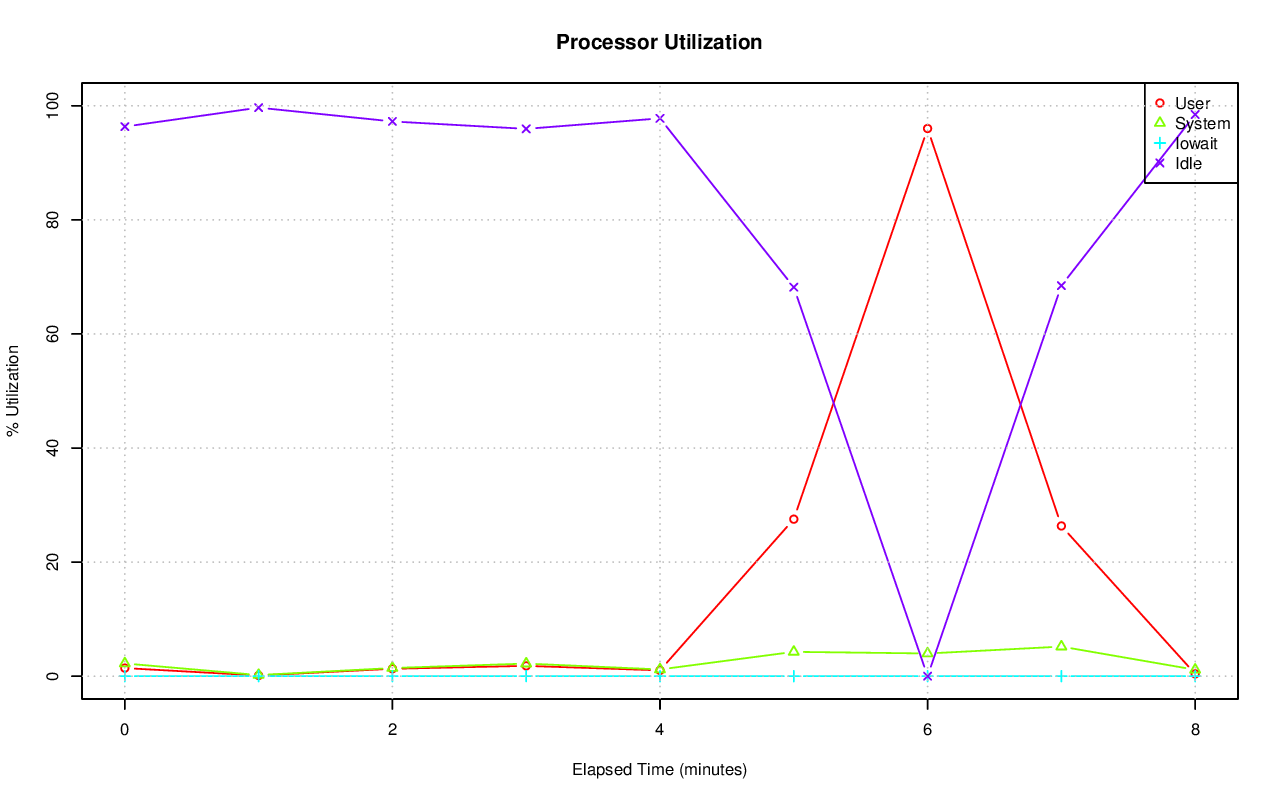 Processor Utilization
User
System
Iowait
Idle
100
80
60
40
20
0
% Utilization
0 2 4 6 8
Elapsed Time (minutes)